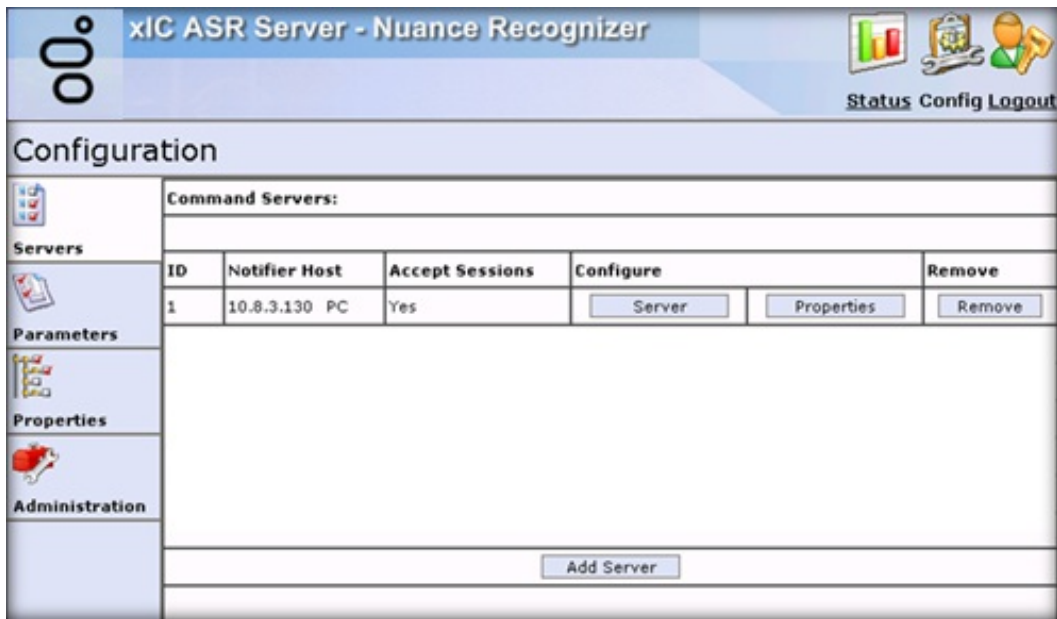 xIC ASR Server - Nuance Recognizer
Status Config Logout
Configuration
Servers
Parameters
Properties
Administration
Command Servers:
ID Notifier Host Accept Sessions Configure Remove
1 10.8.3.130 PC Yes Server Properties Remove
Add Server